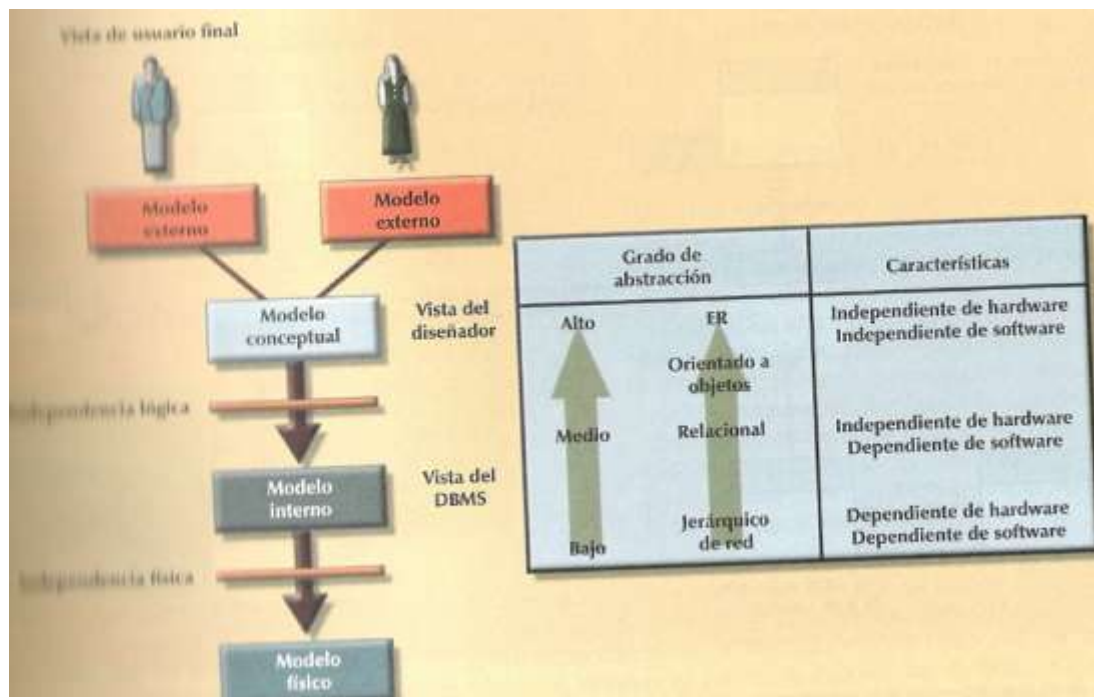 Vista de usuario final
Modelo
externo
Modelo
externo
Modelo
conceptual
Vista del
diseñador
Independencia lógica
Modelo
interno
Vista del
DBMS
Independencia física
Modelo
físico
Grado de
abstracción
Características
Alto
ER
Independiente de hardware
Independiente de software
Orientado a
objetos
Medio
Relacional
Independiente de hardware
Dependiente de software
Bajo
Jerárquico
de red
Dependiente de hardware
Dependiente de software